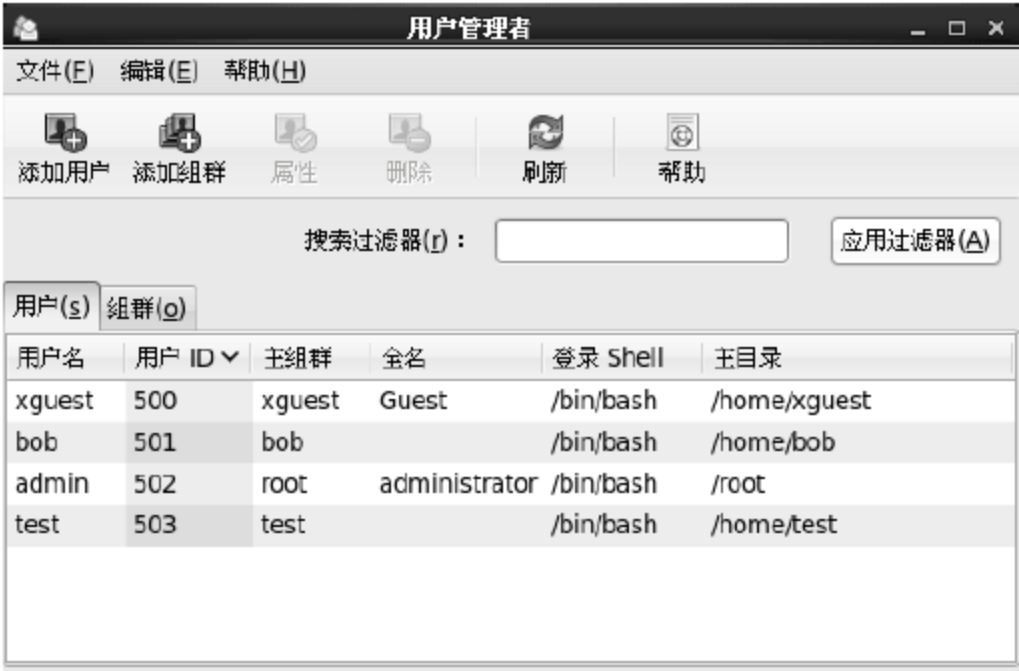 用户管理者
文件(F) 编辑(E) 帮助(H)
添加用户 添加组群 属性 删除 刷新 帮助
搜索过滤器(r)： 应用过滤器(A)
用户(s) 组群(o)
用户名 用户 ID 主组群 全名 登录 Shell 主目录
xguest 500 xguest Guest /bin/bash /home/xguest
bob 501 bob /bin/bash /home/bob
admin 502 root administrator /bin/bash /root
test 503 test /bin/bash /home/test